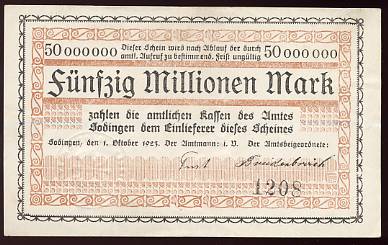 50 000 000 Dieser Schein wird nach Ablauf der durch 50 000 000
amtl. Aufruf zu bestimmend. Frist ungültig
Fünfzig Millionen Mark
zahlen die amtlichen Kassen des Amtes
Sodingen dem Einlieferer dieses Scheines
Sodingen, den 1. Oktober 1923. Der Amtmann: i. V. Der Amtsbeigeordnete:
1208